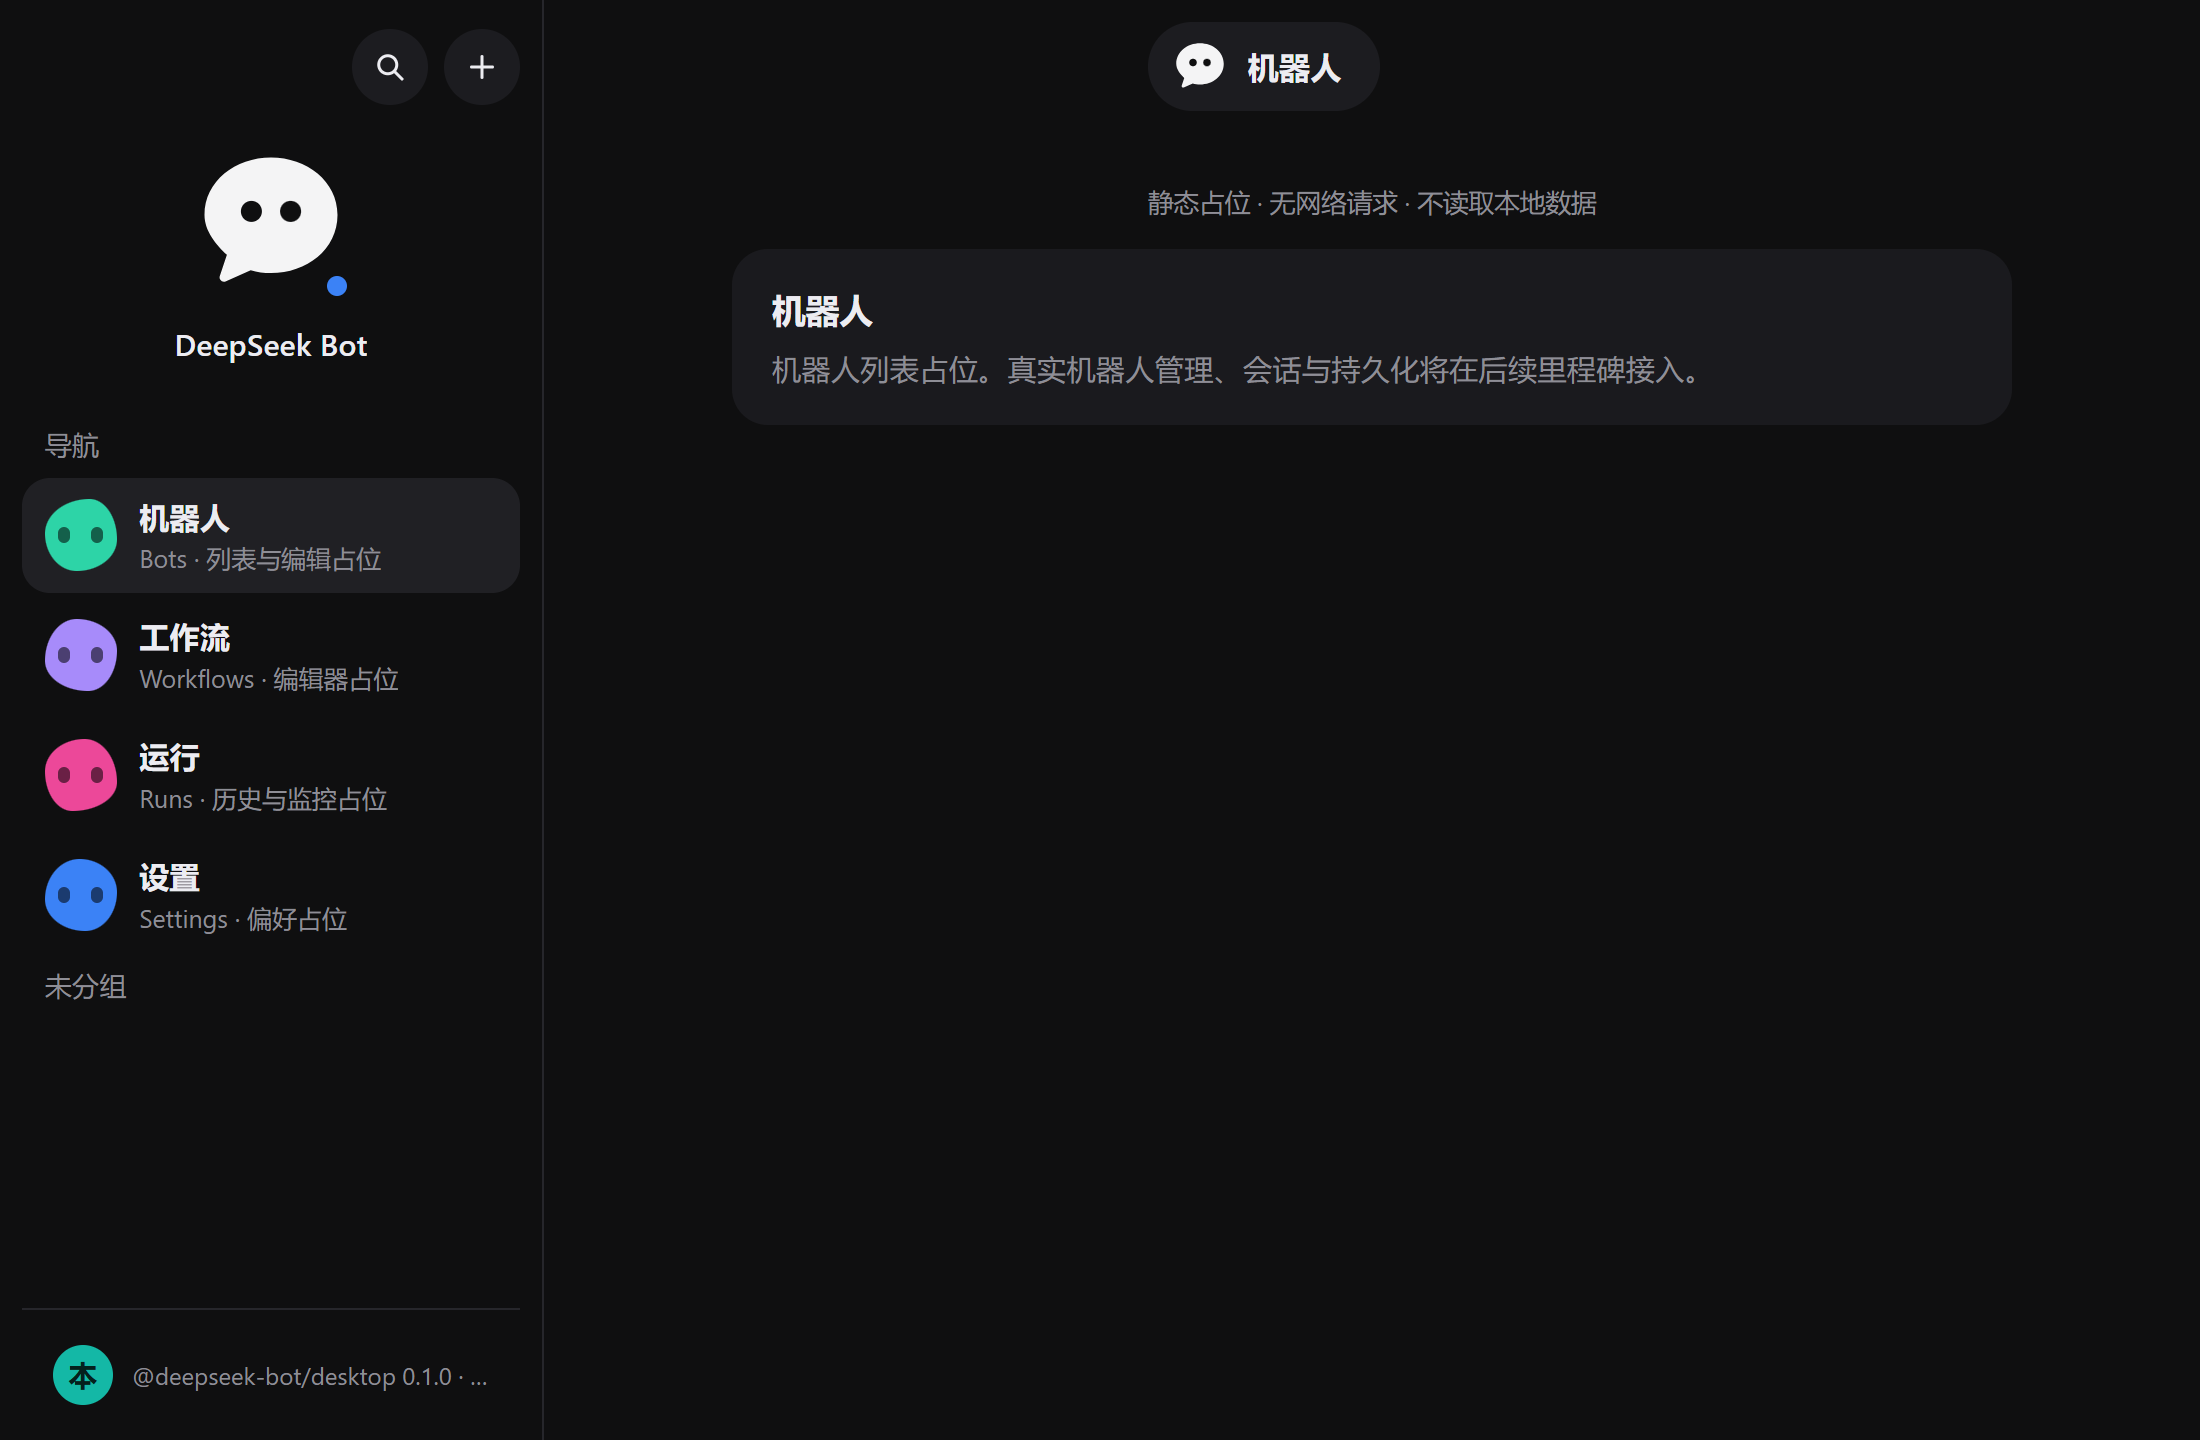 DeepSeek Bot
导航
机器人
Bots · 列表与编辑占位
工作流
Workflows · 编辑器占位
运行
Runs · 历史与监控占位
设置
Settings · 偏好占位
未分组
本
@deepseek-bot/desktop 0.1.0 · ...
机器人
静态占位 · 无网络请求 · 不读取本地数据
机器人
机器人列表占位。真实机器人管理、会话与持久化将在后续里程碑接入。